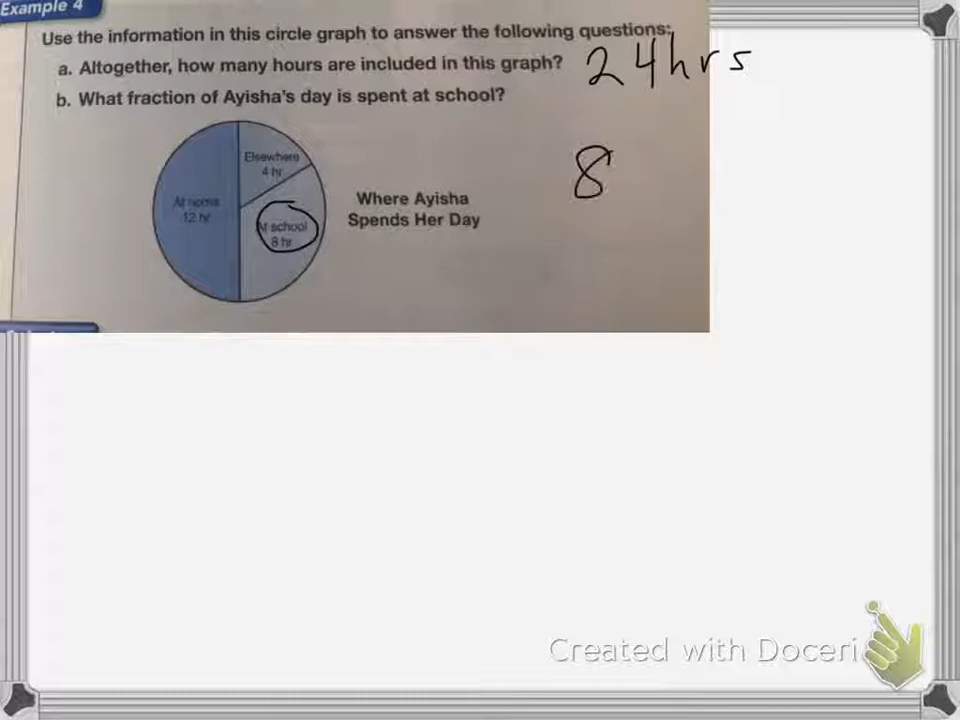 Example 4
Use the information in this circle graph to answer the following questions:
a. Altogether, how many hours are included in this graph? 24hrs
b. What fraction of Ayisha's day is spent at school?
8
Elsewhere
4 hr
At home
12 hr
At school
8 hr
Where Ayisha
Spends Her Day
Created with Doceri